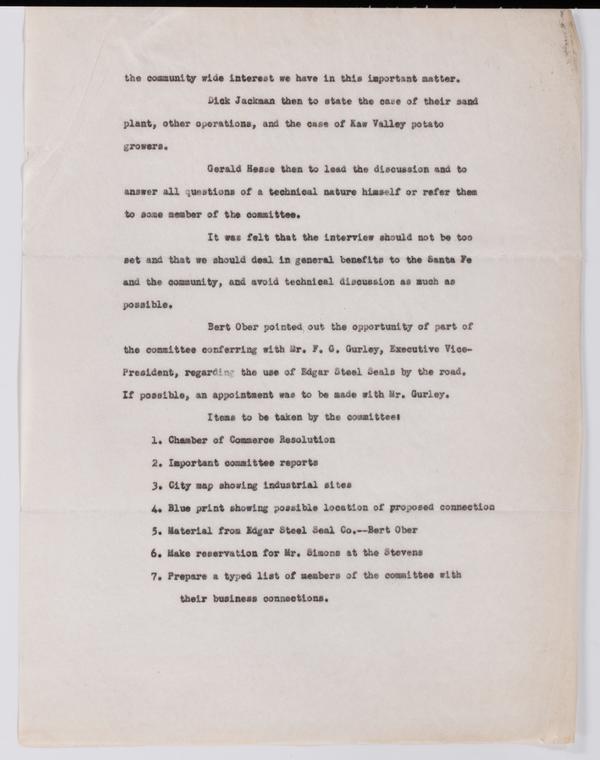 the community wide interest we have in this important matter.
Dick Jackman then to state the case of their sand
plant, other operations, and the case of Kaw Valley potato
growers.
Gerald Hesse then to lead the discussion and to
answer all questions of a technical nature himself or refer them
to some member of the committee.
It was felt that the interview should not be too
set and that we should deal in general benefits to the Santa Fe
and the community, and avoid technical discussion as much as
possible.
Bert Ober pointed out the opportunity of part of
the committee conferring with Mr. F. G. Gurley, Executive Vice-
President, regarding the use of Edgar Steel Seals by the road.
If possible, an appointment was to be made with Mr. Gurley.
Items to be taken by the committee:
1. Chamber of Commerce Resolution
2. Important committee reports
3. City map showing industrial sites
4. Blue print showing possible location of proposed connection
5. Material from Edgar Steel Seal Co.--Bert Ober
6. Make reservation for Mr. Simons at the Stevens
7. Prepare a typed list of members of the committee with
their business connections.